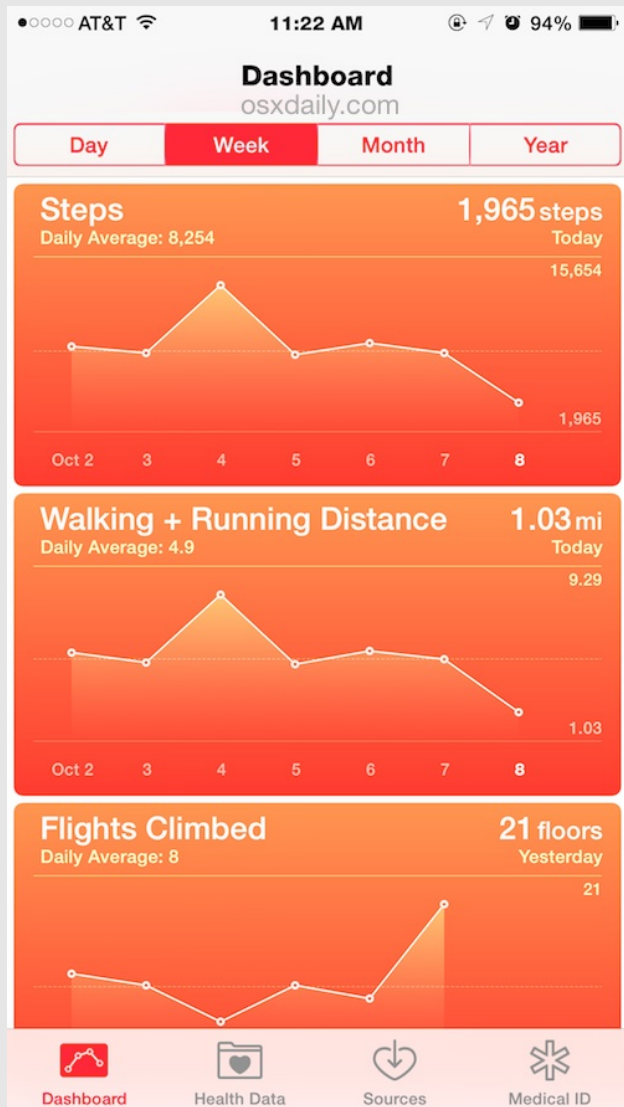 AT&T 11:22 AM 94%
Dashboard
osxdaily.com
Day Week Month Year
Steps 1,965 steps
Daily Average: 8,254 Today
15,654
1,965
Oct 2 3 4 5 6 7 8
Walking + Running Distance 1.03 mi
Daily Average: 4.9 Today
9.29
1.03
Oct 2 3 4 5 6 7 8
Flights Climbed 21 floors
Daily Average: 8 Yesterday
21
Dashboard Health Data Sources Medical ID